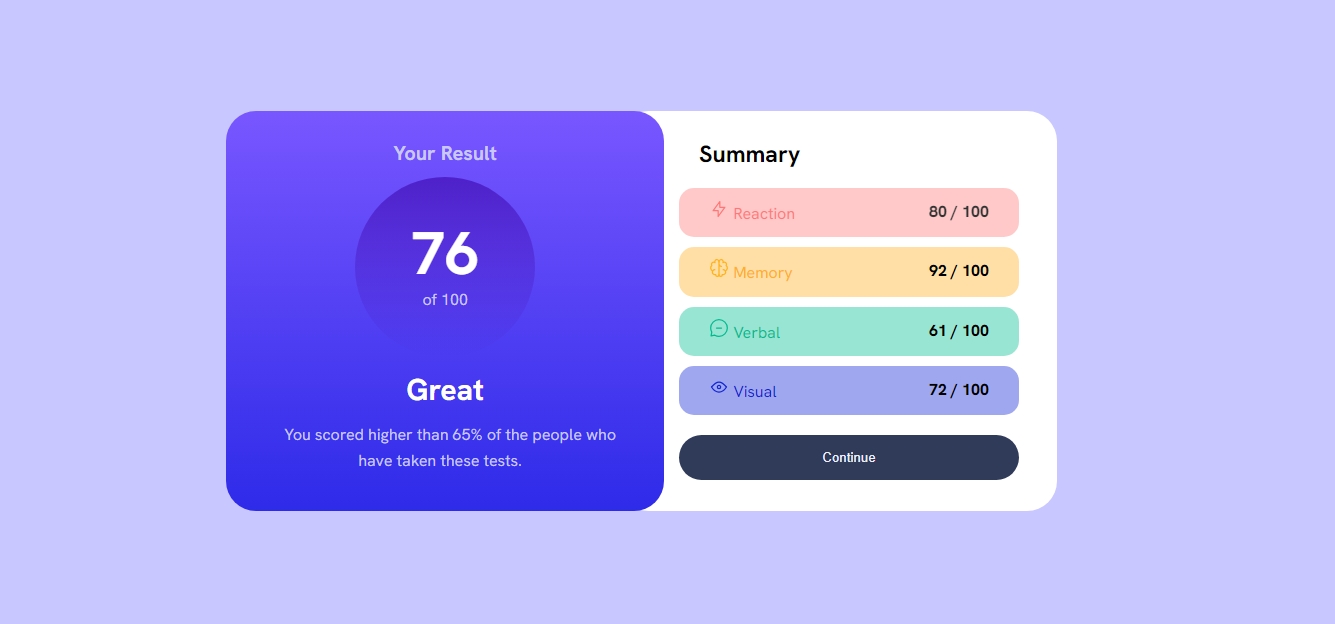 Your Result
76
of 100
Great
You scored higher than 65% of the people who
have taken these tests.
Summary
Reaction 80 / 100
Memory 92 / 100
Verbal 61 / 100
Visual 72 / 100
Continue